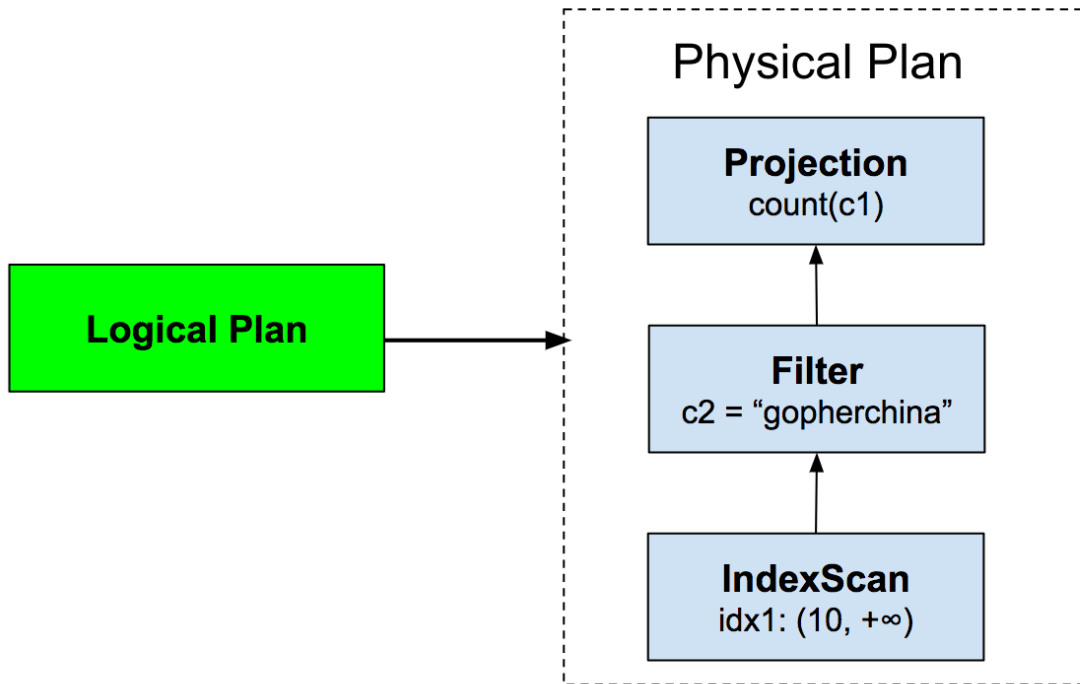 Physical Plan
Projection
count(c1)
Logical Plan
Filter
c2 = “gopherchina”
IndexScan
idx1: (10, +∞)